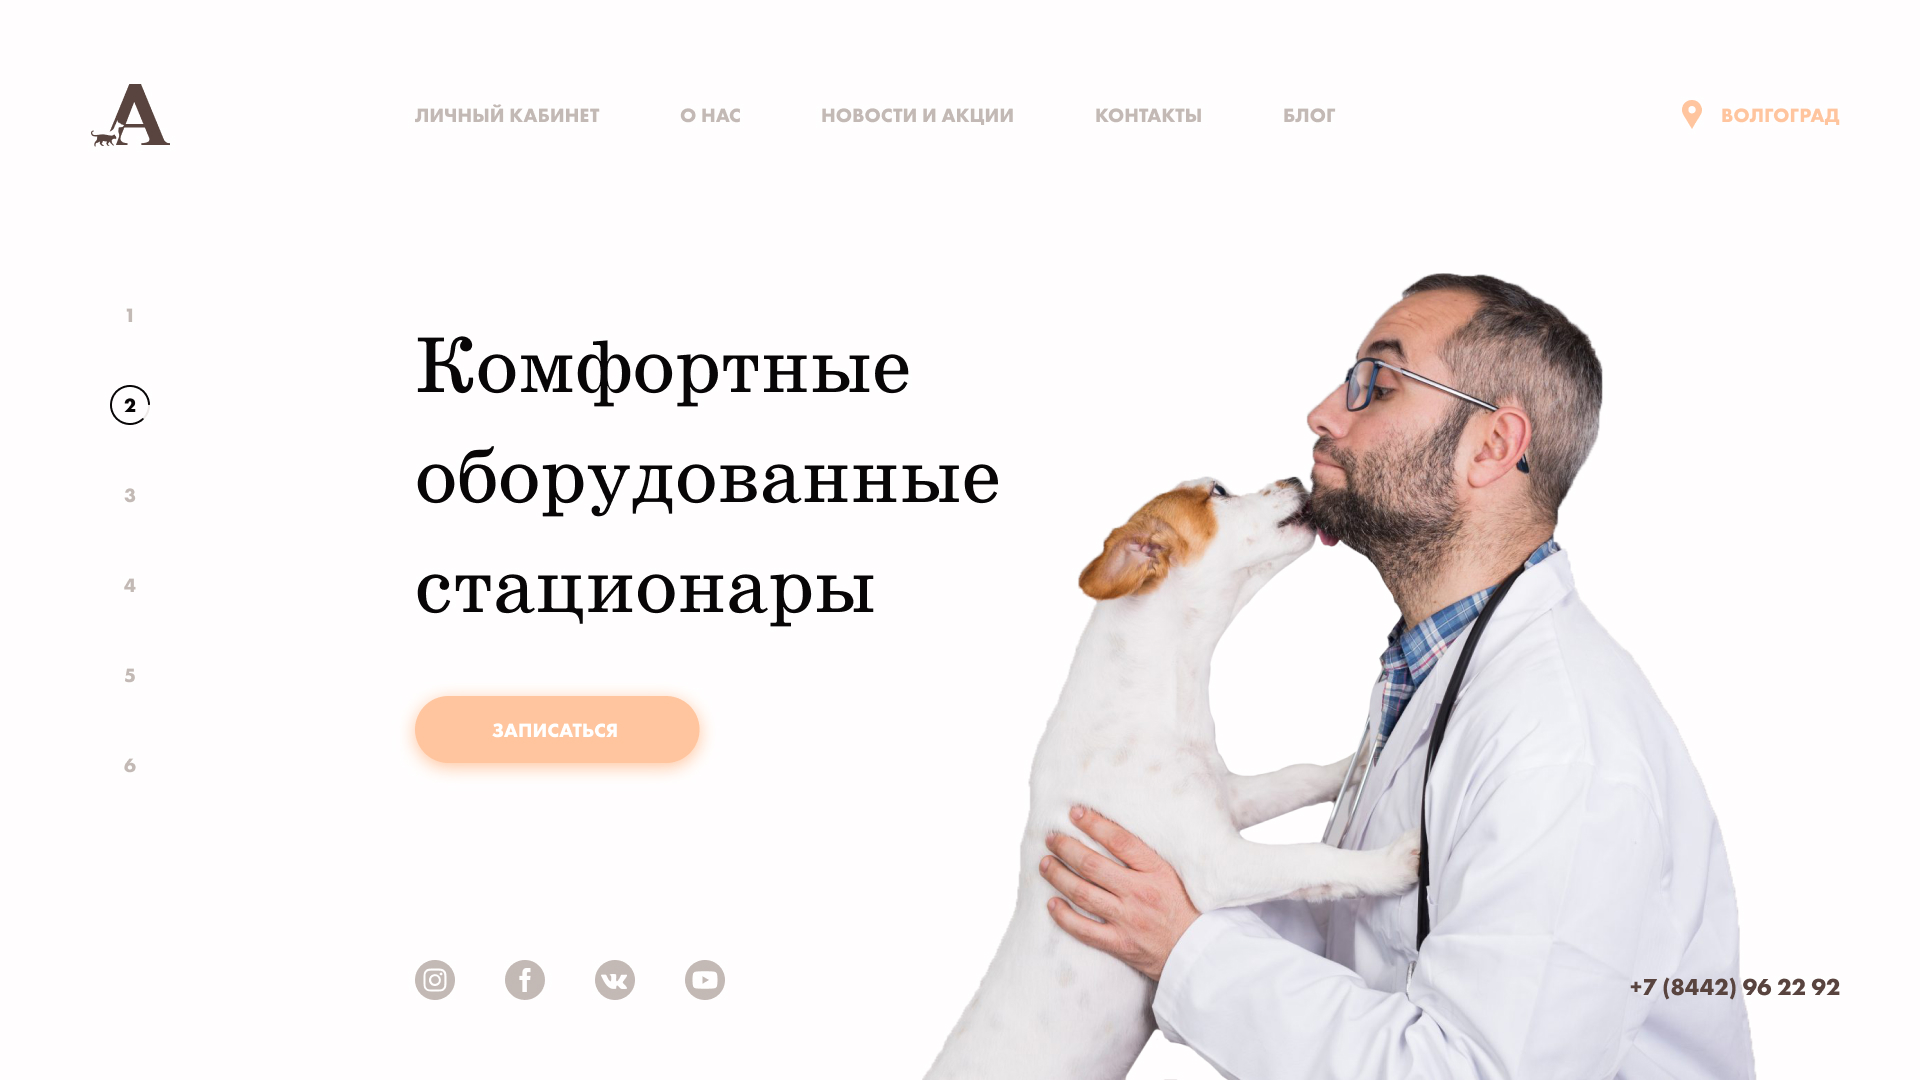 А
ЛИЧНЫЙ КАБИНЕТ
О НАС
НОВОСТИ И АКЦИИ
КОНТАКТЫ
БЛОГ
ВОЛГОГРАД
1
2
3
4
5
6
Комфортные
оборудованные
стационары
ЗАПИСАТЬСЯ
+7 (8442) 96 22 92